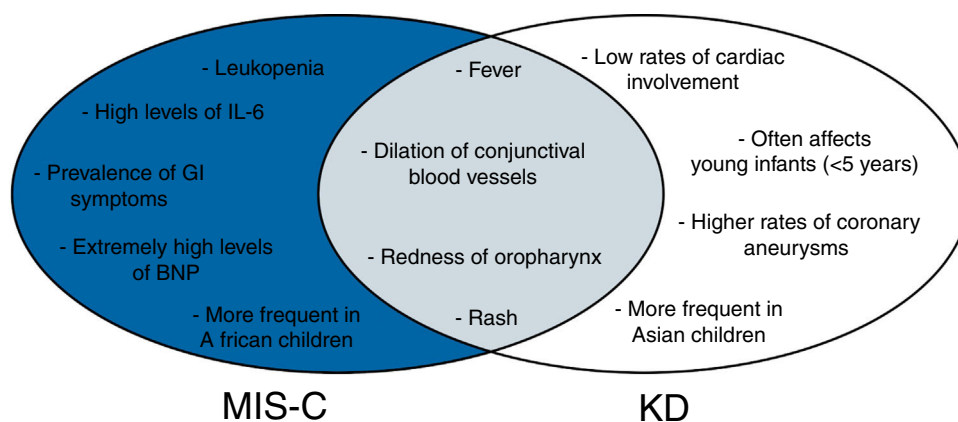 - Leukopenia
- High levels of IL-6
- Prevalence of GI
symptoms
- Extremely high levels
of BNP
- More frequent in
A frican children
- Fever
- Dilation of conjunctival
blood vessels
- Redness of oropharynx
- Rash
- Low rates of cardiac
involvement
- Often affects
young infants (<5 years)
- Higher rates of coronary
aneurysms
- More frequent in
Asian children
MIS-C
KD